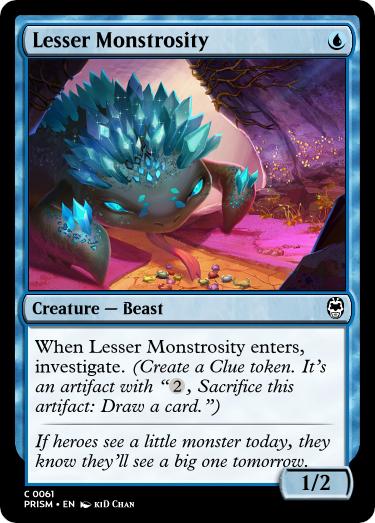 Lesser Monstrosity
Creature — Beast
When Lesser Monstrosity enters,
investigate. (Create a Clue token. It's
an artifact with “2, Sacrifice this
artifact: Draw a card.”)
If heroes see a little monster today, they
know they’ll see a big one tomorrow.
1/2
C 0061
PRISM • EN KID CHAN